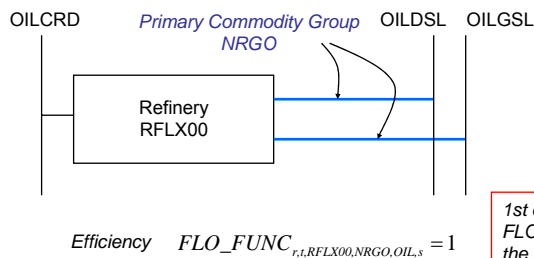 OILCRD
Primary Commodity Group
NRGO
OILDSL
OILGSL
Refinery
RFLX00
Efficiency FLO_FUNC r,t,RFLX00,NRGO,OIL,s = 1
1st
FLO
the